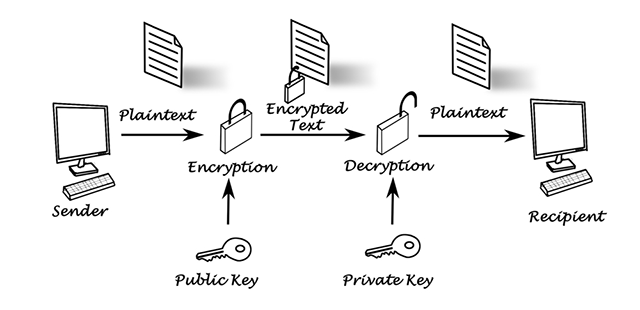 Plaintext
Encrypted
Text
Plaintext
Encryption
Decryption
Sender
Recipient
Public Key
Private Key